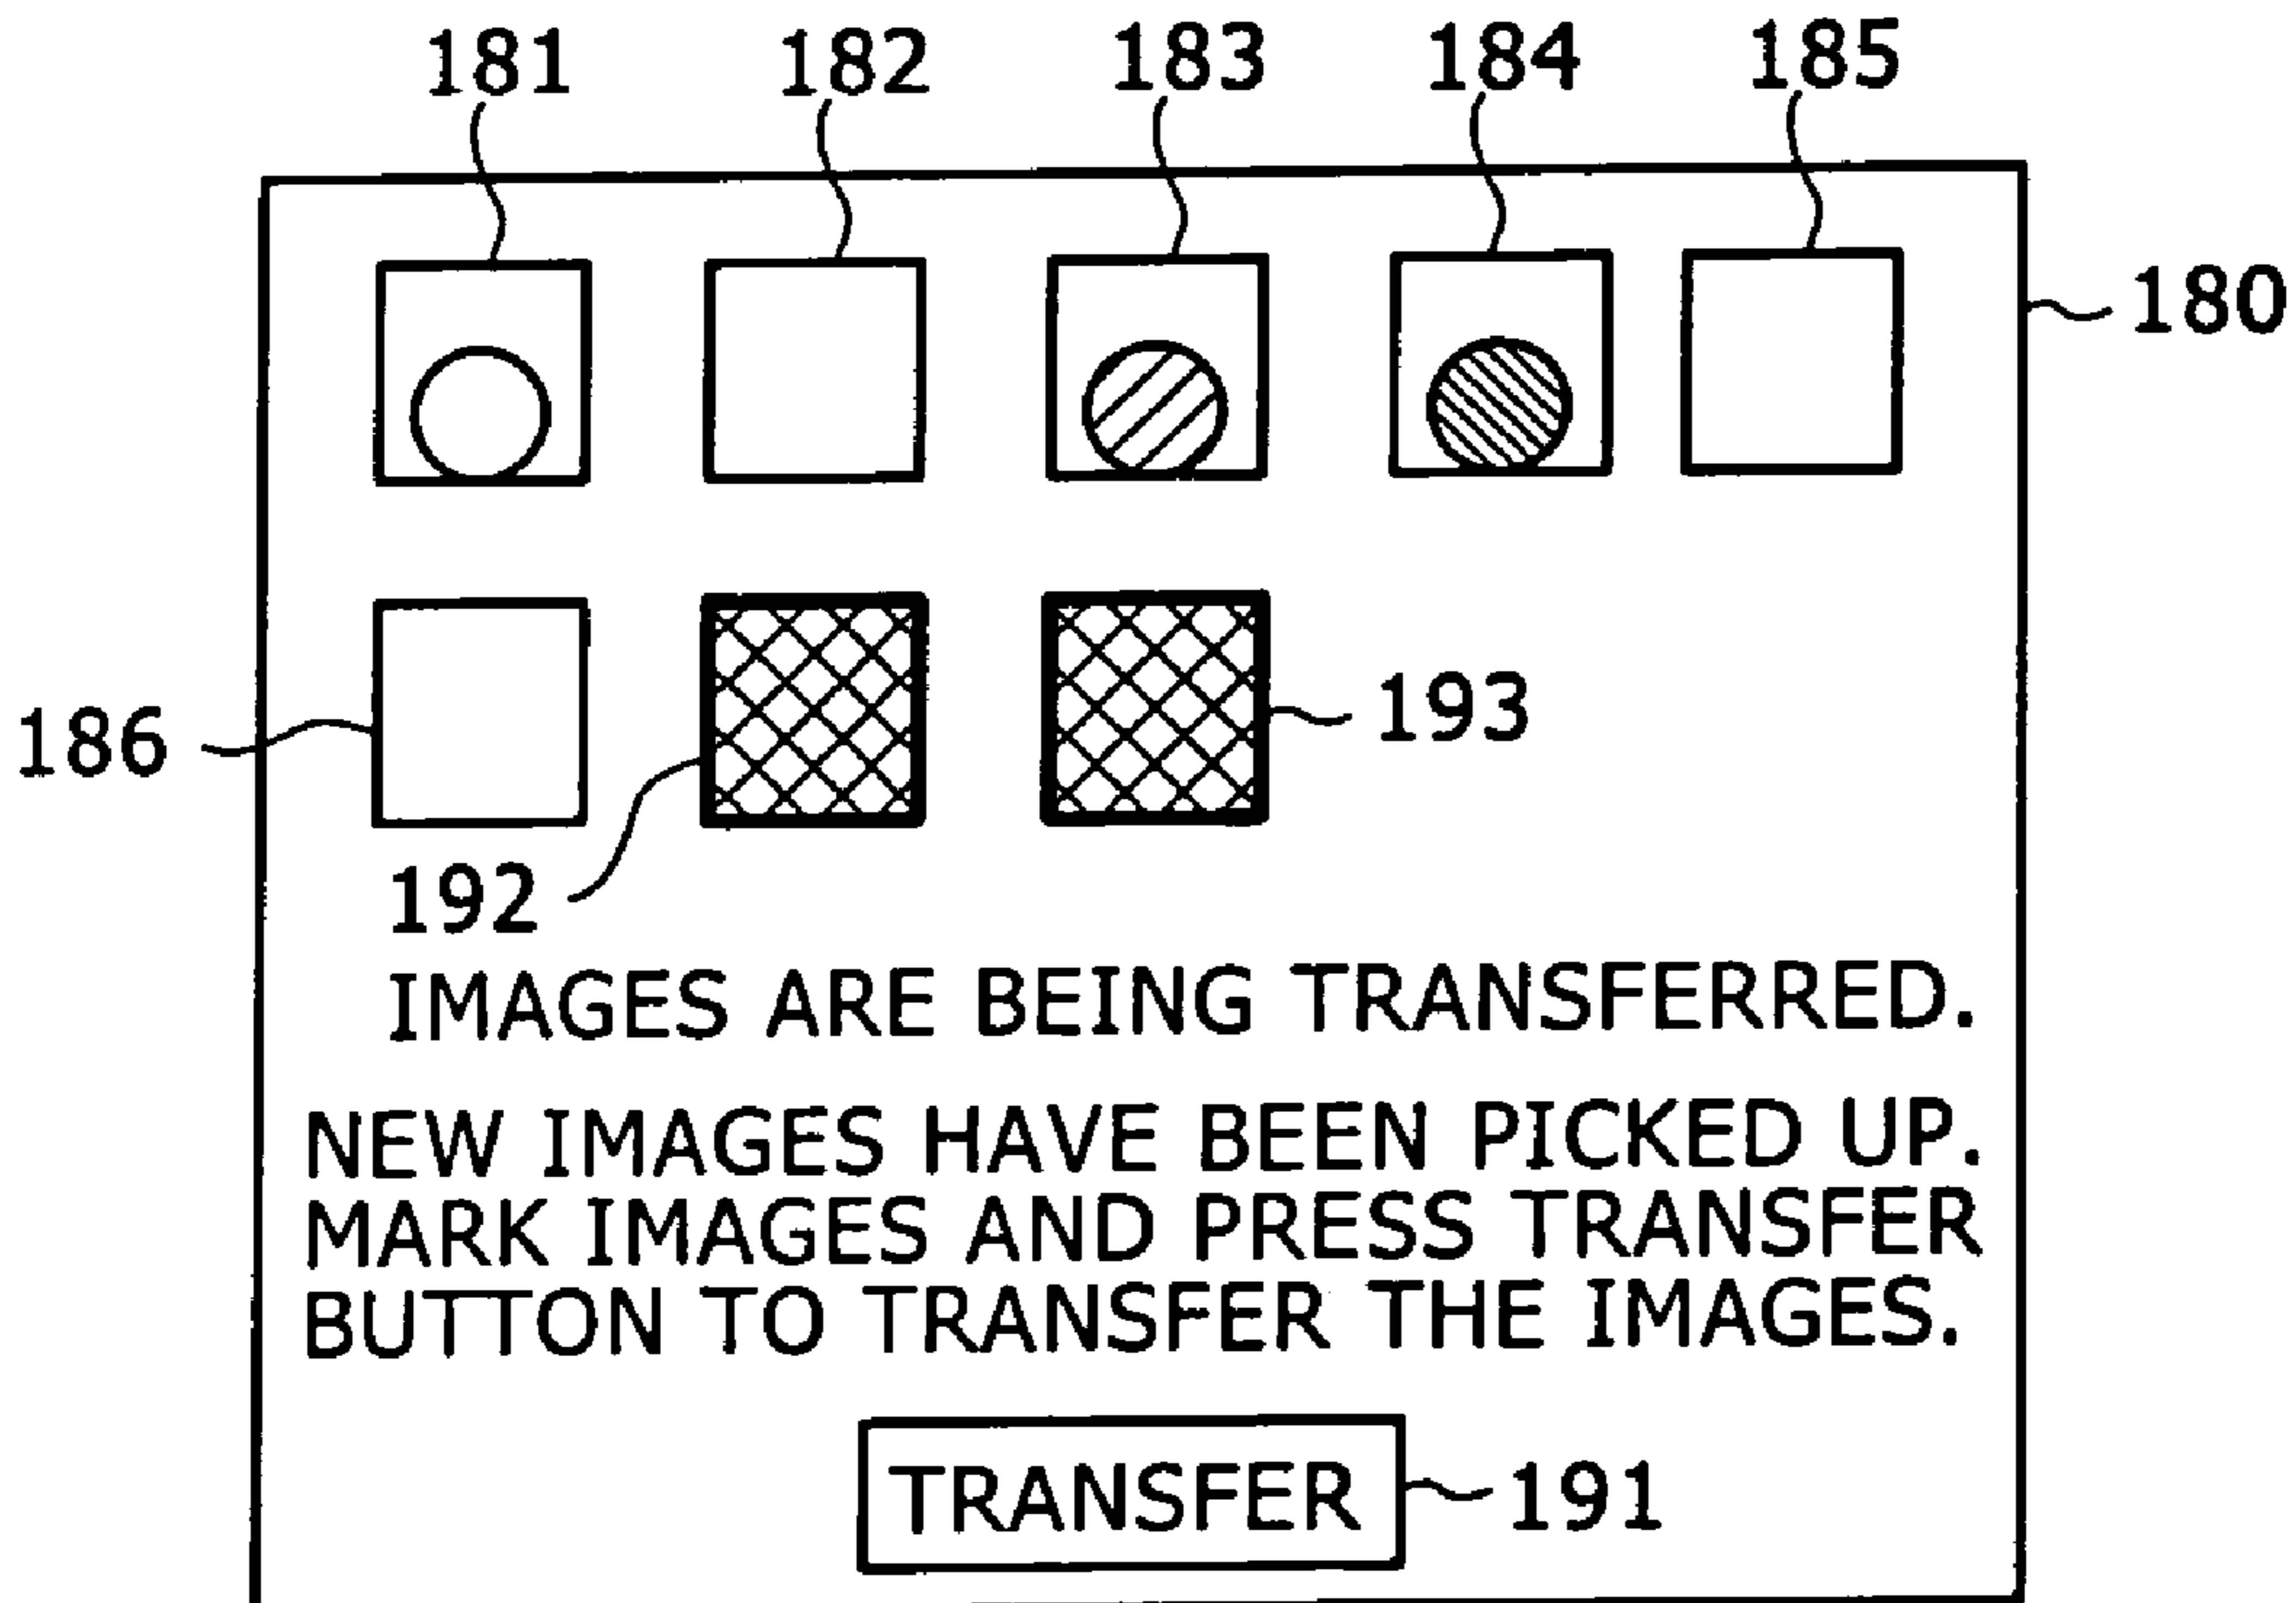 181 182 183 184 185
180
186
193
192
IMAGES ARE BEING TRANSFERRED.
NEW IMAGES HAVE BEEN PICKED UP.
MARK IMAGES AND PRESS TRANSFER
BUTTON TO TRANSFER THE IMAGES.
TRANSFER 191